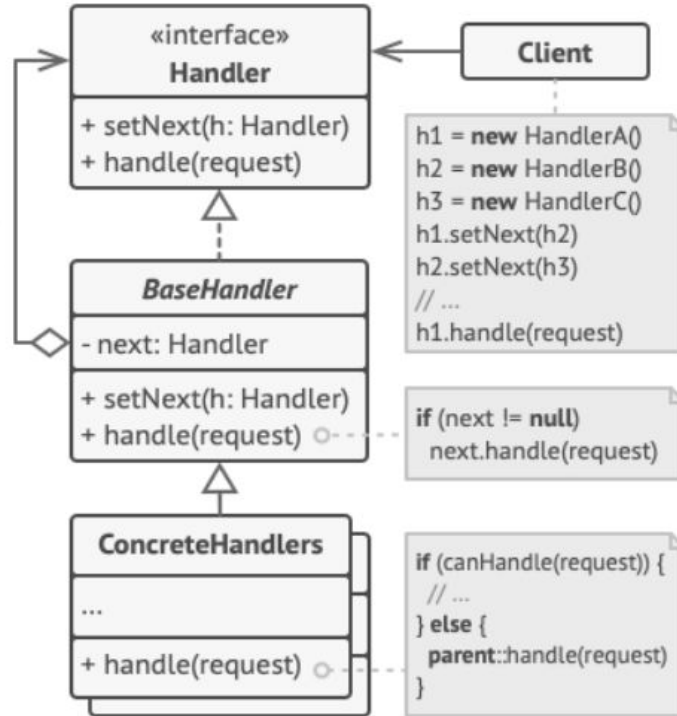 «interface»
Handler
+ setNext(h: Handler)
+ handle(request)
Client
h1 = new HandlerA()
h2 = new HandlerB()
h3 = new HandlerC()
h1.setNext(h2)
h2.setNext(h3)
// ...
h1.handle(request)
BaseHandler
- next: Handler
+ setNext(h: Handler)
+ handle(request)
if (next != null)
next.handle(request)
ConcreteHandlers
...
+ handle(request)
if (canHandle(request)) {
// ...
} else {
parent::handle(request)
}